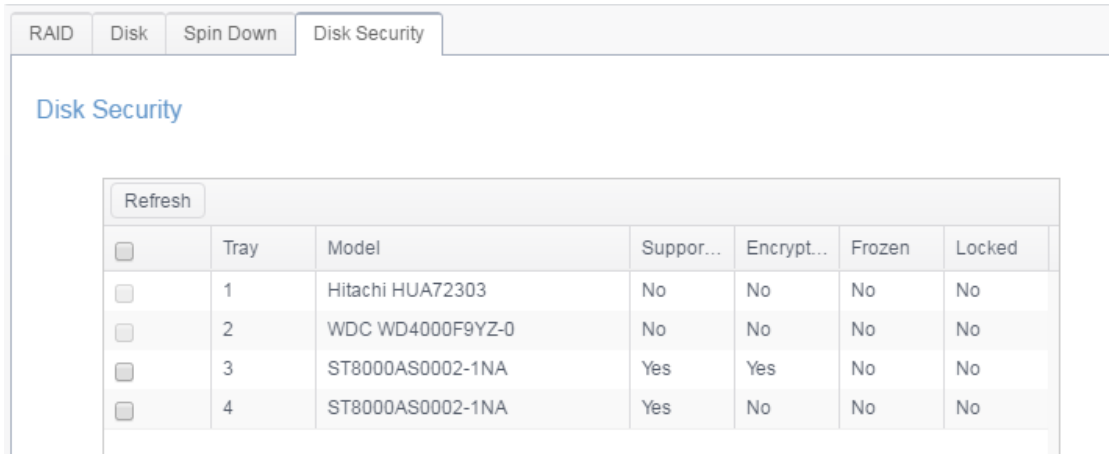 RAID Disk Spin Down Disk Security
Disk Security
Refresh
Tray Model Suppor... Encrypt... Frozen Locked
1 Hitachi HUA72303 No No No No
2 WDC WD4000F9YZ-0 No No No No
3 ST8000AS0002-1NA Yes Yes No No
4 ST8000AS0002-1NA Yes No No No